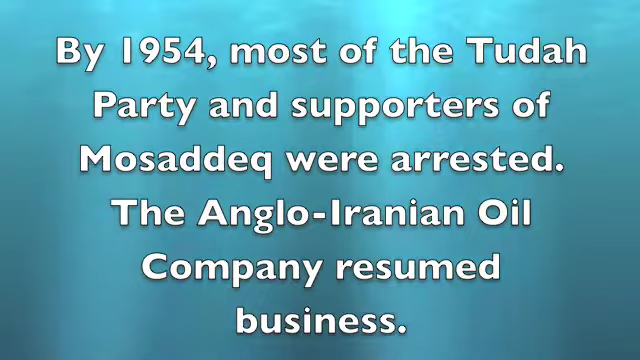 By 1954, most of the Tudah
Party and supporters of
Mosaddeq were arrested.
The Anglo-Iranian Oil
Company resumed
business.